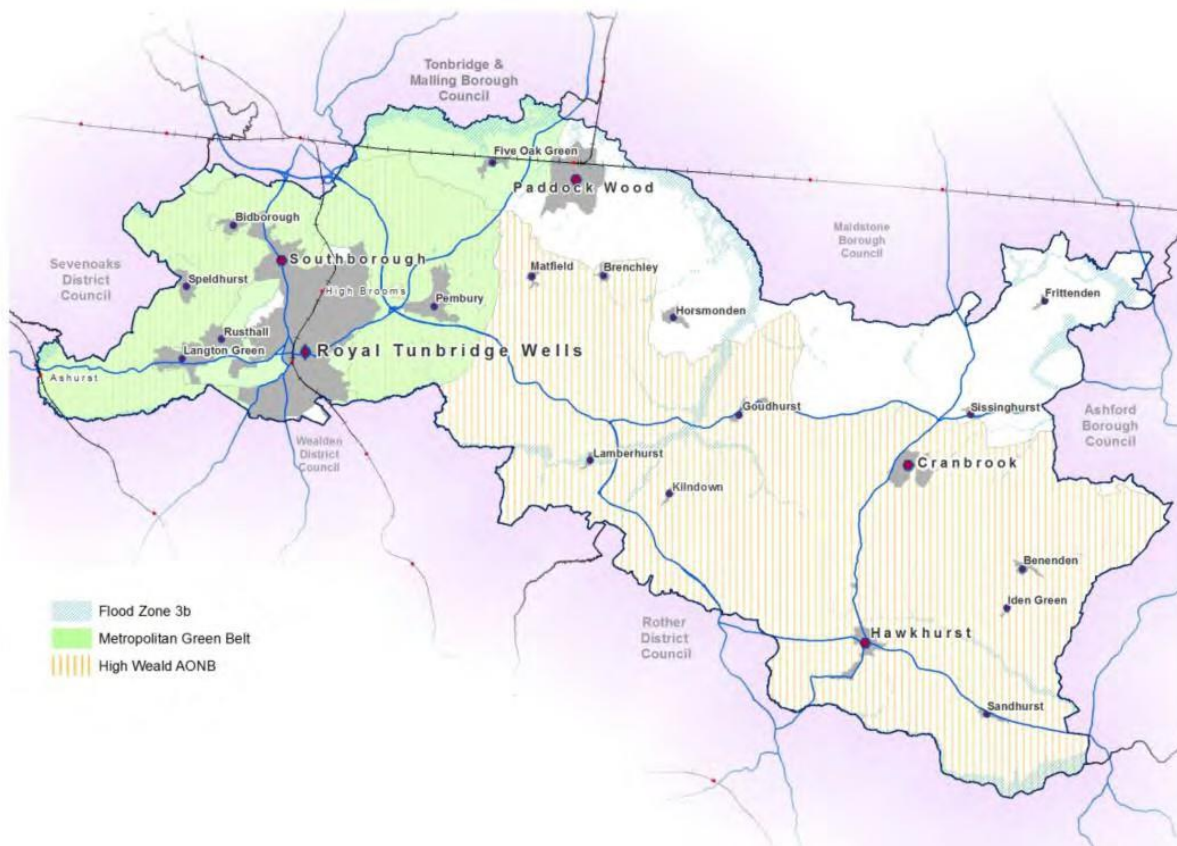 Tonbridge &
Malling Borough
Council
Five Oak Green
Paddock Wood
Bidborough
Maidstone
Borough
Council
Southborough
Sevenoaks
District
Council
Speldhurst
High Brooms
Matfield
Brenchley
Pembury
Frittenden
Horsmonden
Rusthall
Royal Tunbridge Wells
Langton Green
Ashurst
Goudhurst
Sissinghurst
Ashford
Borough
Council
Wealden
District
Council
Lamberhurst
Cranbrook
Kilndown
Benenden
Iden Green
Flood Zone 3b
Metropolitan Green Belt
High Weald AONB
Rother
District
Council
Hawkhurst
Sandhurst